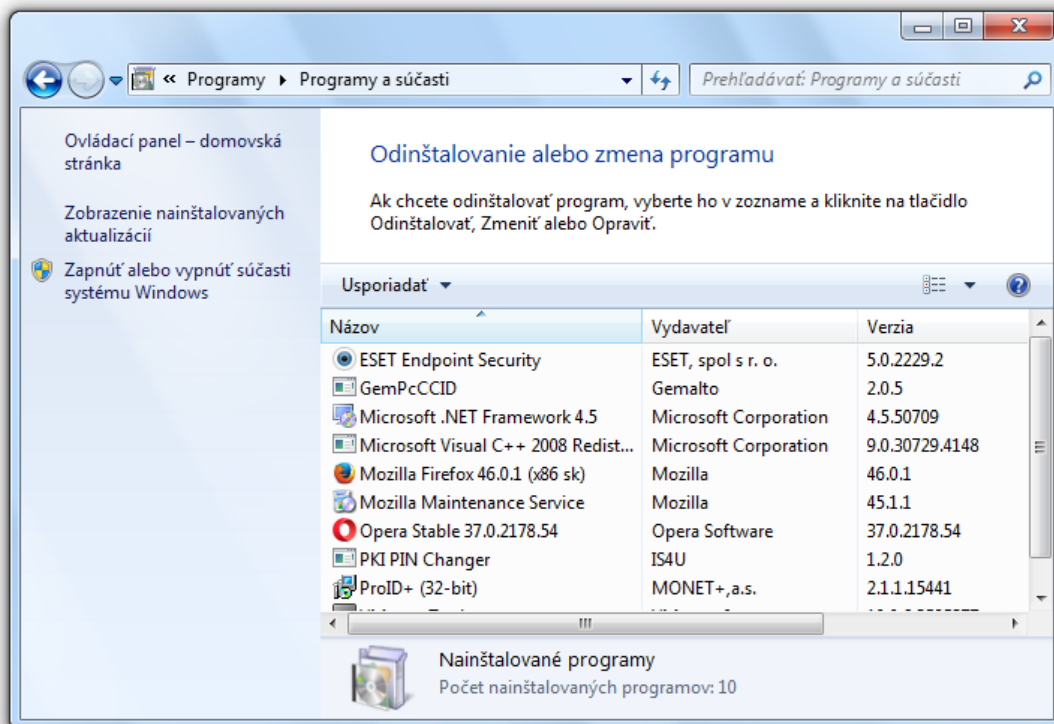 « Programy ▸ Programy a súčasti
Prehľadávať: Programy a súčasti
Ovládací panel – domovská
stránka
Zobrazenie nainštalovaných
aktualizácií
Zapnúť alebo vypnúť súčasti
systému Windows
Odinštalovanie alebo zmena programu
Ak chcete odinštalovať program, vyberte ho v zozname a kliknite na tlačidlo
Odinštalovať, Zmeniť alebo Opraviť.
Usporiadať
Názov Vydavateľ Verzia
ESET Endpoint Security ESET, spol s r. o. 5.0.2229.2
GemPcCCID Gemalto 2.0.5
Microsoft .NET Framework 4.5 Microsoft Corporation 4.5.50709
Microsoft Visual C++ 2008 Redist... Microsoft Corporation 9.0.30729.4148
Mozilla Firefox 46.0.1 (x86 sk) Mozilla 46.0.1
Mozilla Maintenance Service Mozilla 45.1.1
Opera Stable 37.0.2178.54 Opera Software 37.0.2178.54
PKI PIN Changer IS4U 1.2.0
ProID+ (32-bit) MONET+,a.s. 2.1.1.15441
Nainštalované programy
Počet nainštalovaných programov: 10